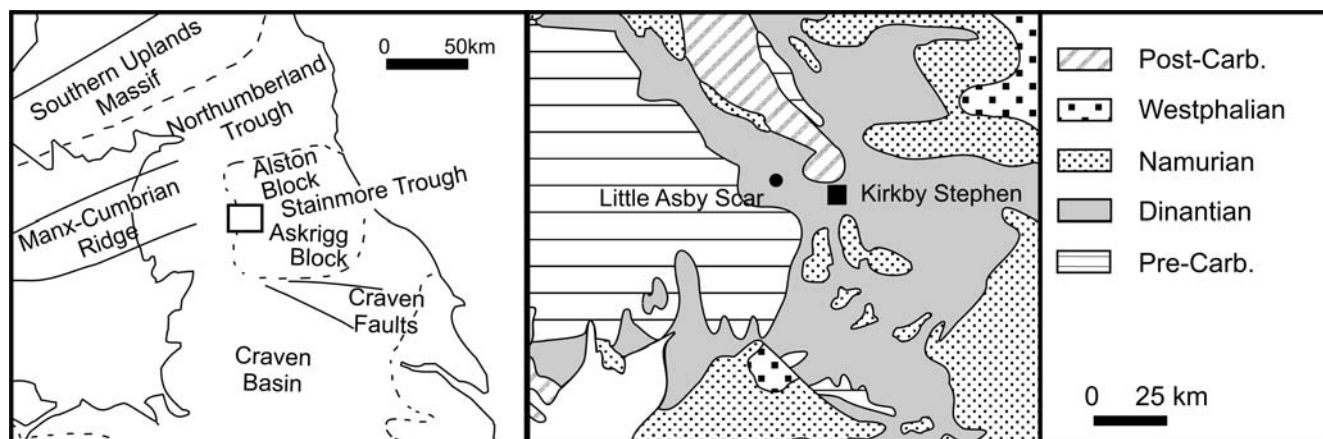 Southern Uplands
Massif
Northumberland
Trough
0 50km
Alston
Block
Stainmore Trough
Manx-Cumbrian
Ridge
Askrigg
Block
Craven
Faults
Craven
Basin
Little Asby Scar
Kirkby Stephen
Post-Carb.
Westphalian
Namurian
Dinantian
Pre-Carb.
0 25 km